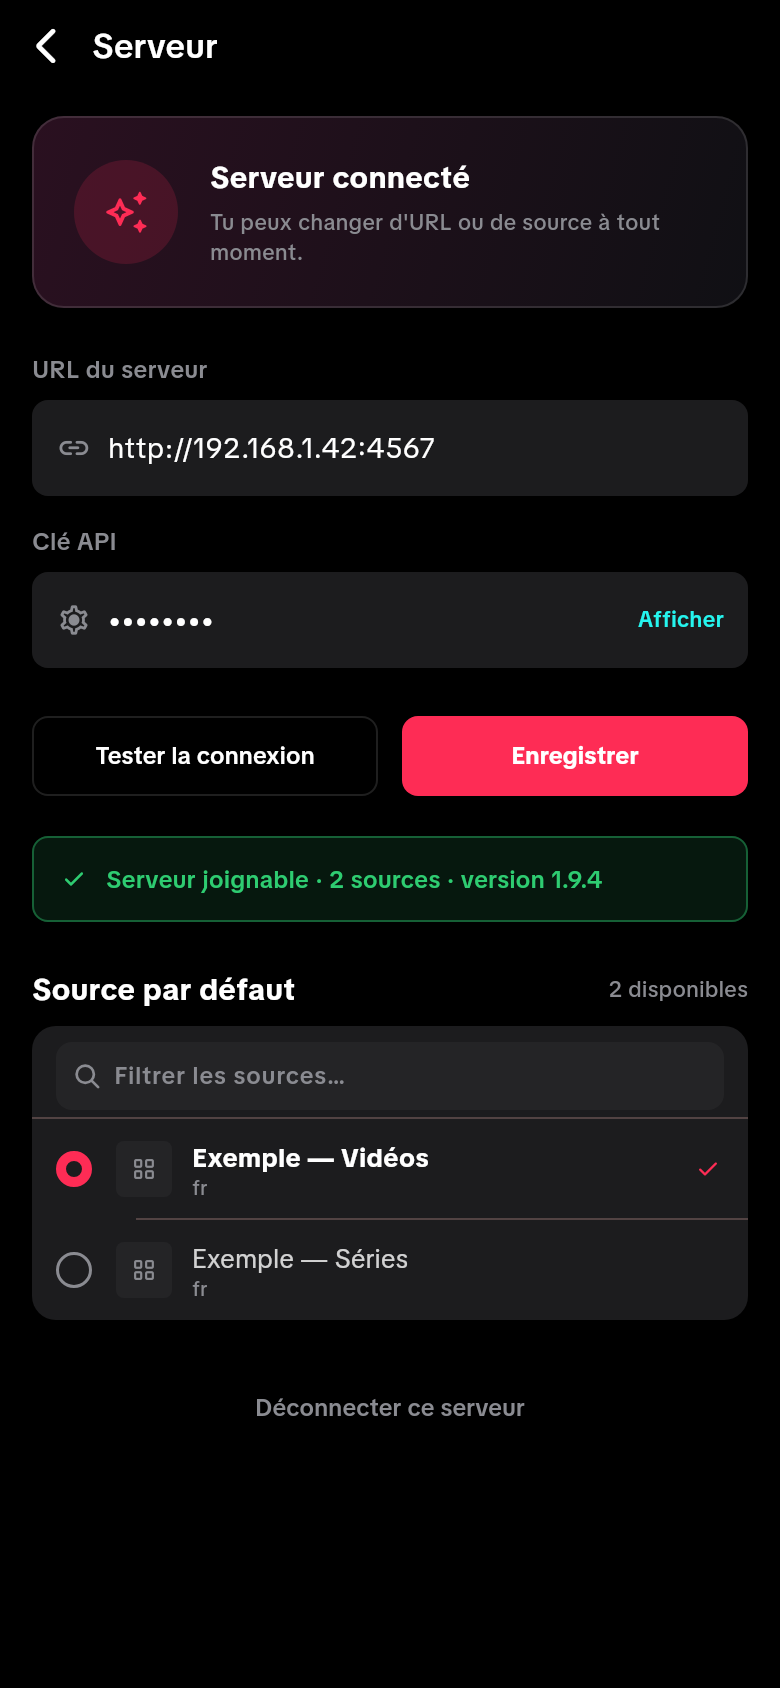 Serveur
Serveur connecté
Tu peux changer d'URL ou de source à tout
moment.
URL du serveur
http://192.168.1.42:4567
Clé API
••••••••
Afficher
Tester la connexion
Enregistrer
Serveur joignable · 2 sources · version 1.9.4
Source par défaut
2 disponibles
Filtrer les sources…
Exemple — Vidéos
fr
Exemple — Séries
fr
Déconnecter ce serveur